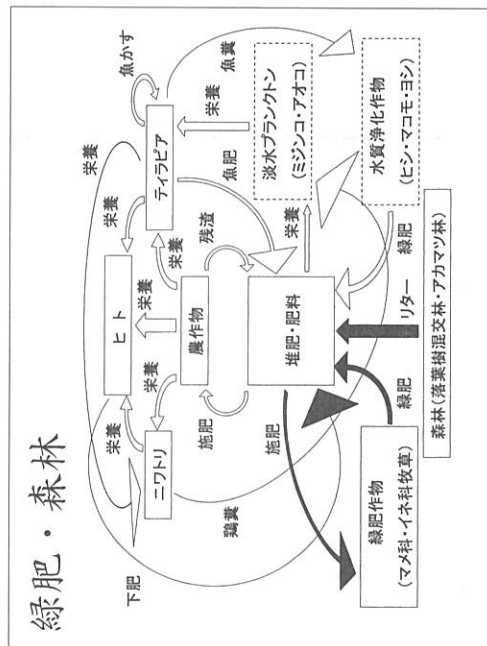 緑肥・森林
下肥
栄養
栄養
栄養
栄養
魚かす
ヒト
ニワトリ
ティラピア
栄養
栄養
栄養
魚糞
農作物
鶏糞
施肥
残渣
魚肥
淡水プランクトン
(ミジンコ・アオコ)
堆肥・肥料
栄養
施肥
緑肥作物
(マメ科・イネ科牧草)
緑肥
リター
緑肥
水質浄化作物
(ヒシ・マコモ・ヨシ)
森林(落葉樹混交林・アカマツ林)